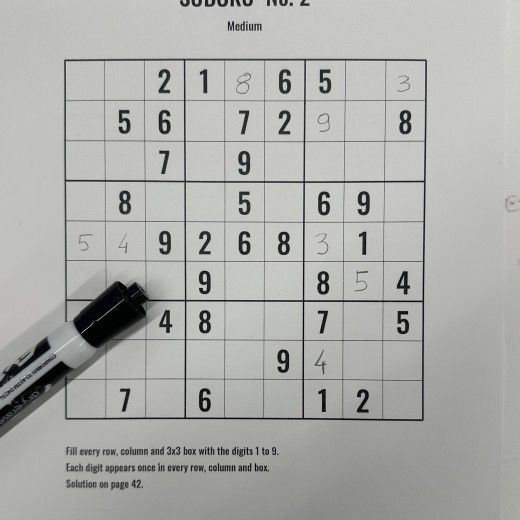 SUDOKU No. 2
Medium
2 1 8 6 5 3
5 6 7 2 9 8
7 9
8 5 6 9
5 4 9 2 6 8 3 1
9 8 5 4
4 8 7 5
9 4
7 6 1 2
Fill every row, column and 3x3 box with the digits 1 to 9.
Each digit appears once in every row, column and box.
Solution on page 42.